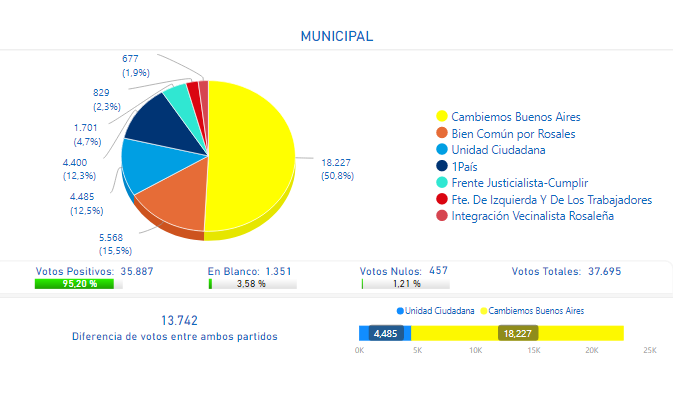 MUNICIPAL
677
(1,9%)
829
(2,3%)
1.701
(4,7%)
4.400
(12,3%)
4.485
(12,5%)
5.568
(15,5%)
18.227
(50,8%)
Cambiemos Buenos Aires
Bien Común por Rosales
Unidad Ciudadana
1País
Frente Justicialista-Cumplir
Fte. De Izquierda Y De Los Trabajadores
Integración Vecinalista Rosaleña
Votos Positivos: 35.887
95,20 %
En Blanco: 1.351
3,58 %
Votos Nulos: 457
1,21 %
Votos Totales: 37.695
13.742
Diferencia de votos entre ambos partidos
Unidad Ciudadana Cambiemos Buenos Aires
4,485 18,227
0K 5K 10K 15K 20K 25K